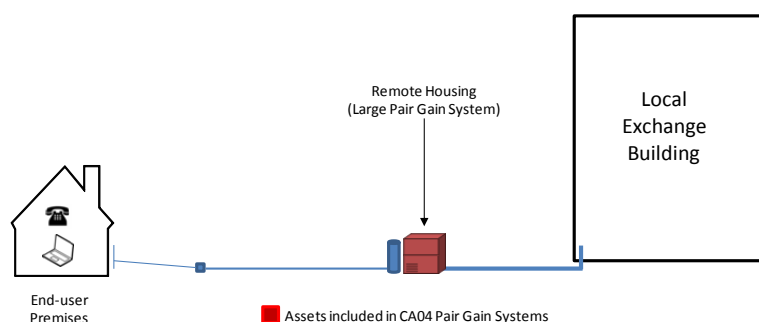 Remote Housing
(Large Pair Gain System)
Local
Exchange
Building
End-user
Premises
Assets included in CA04 Pair Gain Systems